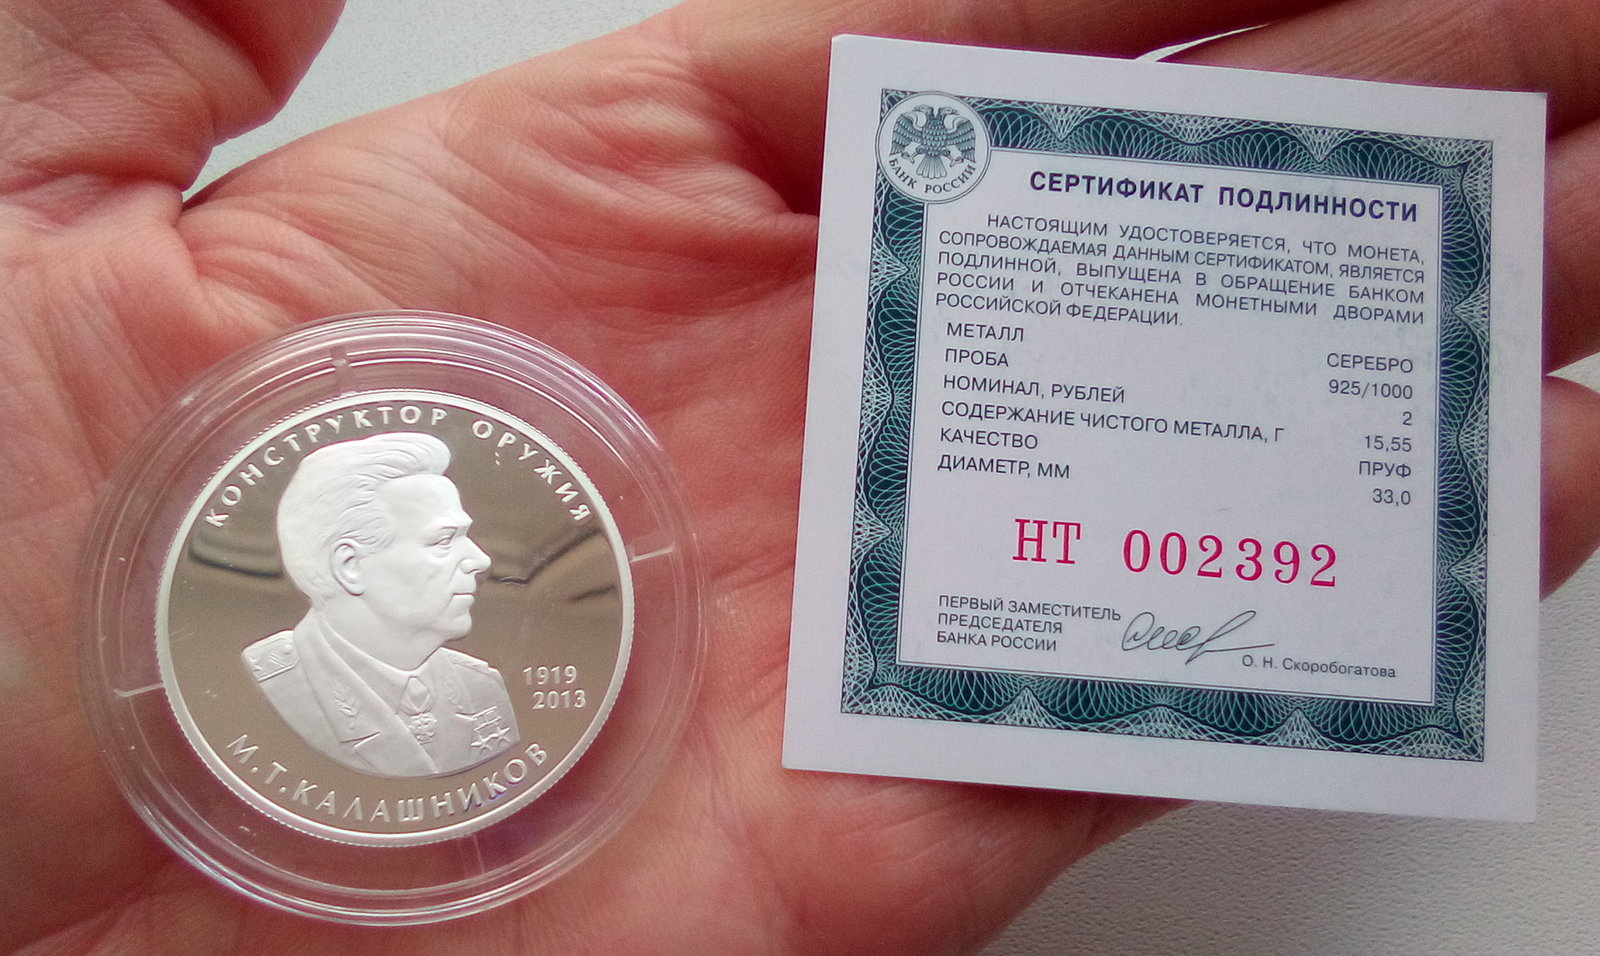 КОНСТРУКТОР ОРУЖИЯ
1919
2013
М.Т.КАЛАШНИКОВ
БАНК РОССИИ
СЕРТИФИКАТ ПОДЛИННОСТИ
НАСТОЯЩИМ УДОСТОВЕРЯЕТСЯ, ЧТО МОНЕТА,
СОПРОВОЖДАЕМАЯ ДАННЫМ СЕРТИФИКАТОМ, ЯВЛЯЕТСЯ
ПОДЛИННОЙ, ВЫПУЩЕНА В ОБРАЩЕНИЕ БАНКОМ
РОССИИ И ОТЧЕКАНЕНА МОНЕТНЫМИ ДВОРАМИ
РОССИЙСКОЙ ФЕДЕРАЦИИ.
МЕТАЛЛ СЕРЕБРО
ПРОБА 925/1000
НОМИНАЛ, РУБЛЕЙ 2
СОДЕРЖАНИЕ ЧИСТОГО МЕТАЛЛА, Г 15,55
КАЧЕСТВО ПРУФ
ДИАМЕТР, ММ 33,0
НТ 002392
ПЕРВЫЙ ЗАМЕСТИТЕЛЬ
ПРЕДСЕДАТЕЛЯ
БАНКА РОССИИ
О. Н. Скоробогатова